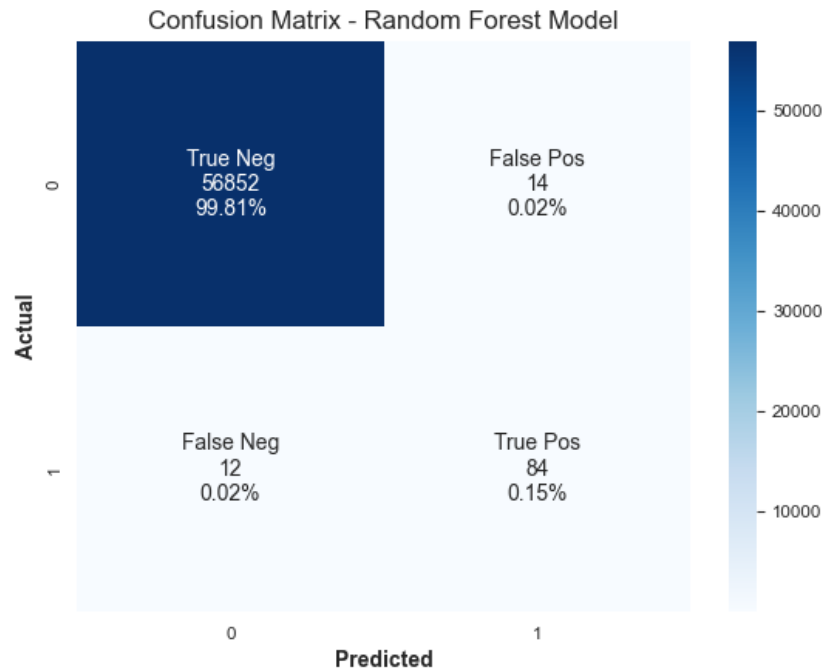 Confusion Matrix - Random Forest Model
True Neg
56852
99.81%
False Pos
14
0.02%
False Neg
12
0.02%
True Pos
84
0.15%
0
1
Actual
0
1
Predicted
50000
40000
30000
20000
10000